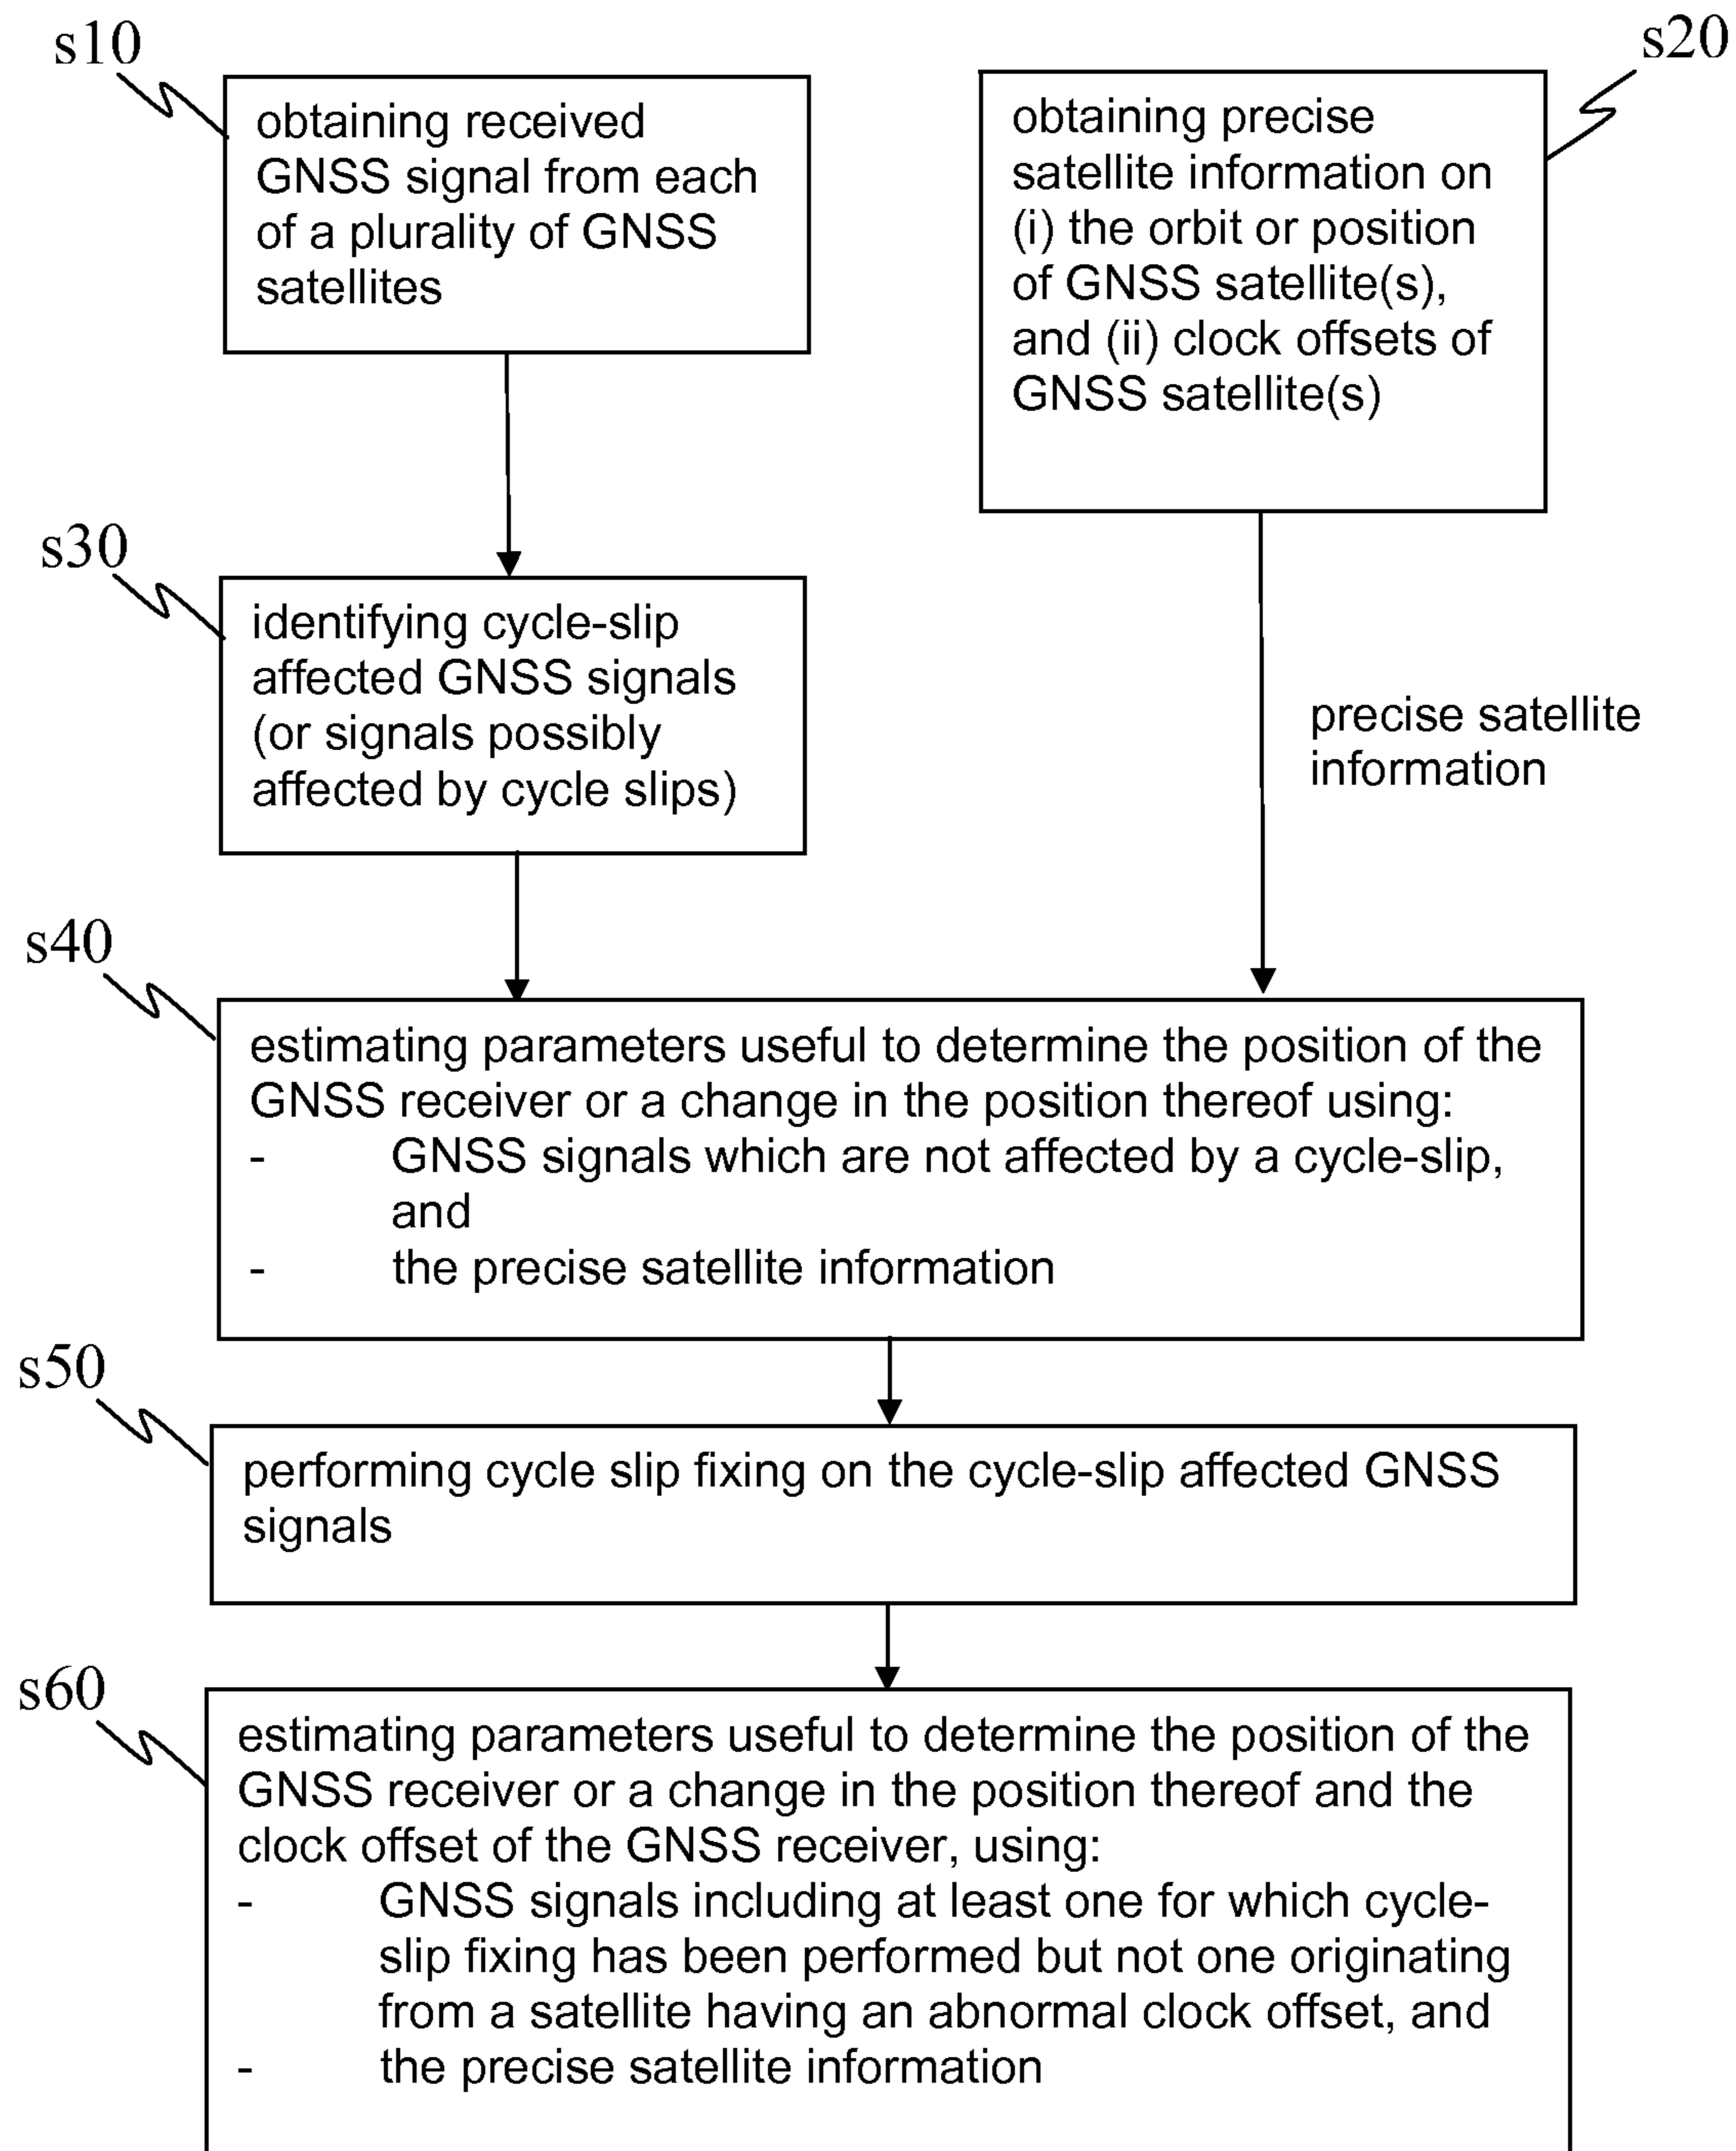 s10
obtaining received
GNSS signal from each
of a plurality of GNSS
satellites
s20
obtaining precise
satellite information on
(i) the orbit or position
of GNSS satellite(s),
and (ii) clock offsets of
GNSS satellite(s)
s30
identifying cycle-slip
affected GNSS signals
(or signals possibly
affected by cycle slips)
precise satellite
information
s40
estimating parameters useful to determine the position of the
GNSS receiver or a change in the position thereof using:
- GNSS signals which are not affected by a cycle-slip,
and
- the precise satellite information
s50
performing cycle slip fixing on the cycle-slip affected GNSS
signals
s60
estimating parameters useful to determine the position of the
GNSS receiver or a change in the position thereof and the
clock offset of the GNSS receiver, using:
- GNSS signals including at least one for which cycle-
slip fixing has been performed but not one originating
from a satellite having an abnormal clock offset, and
- the precise satellite information